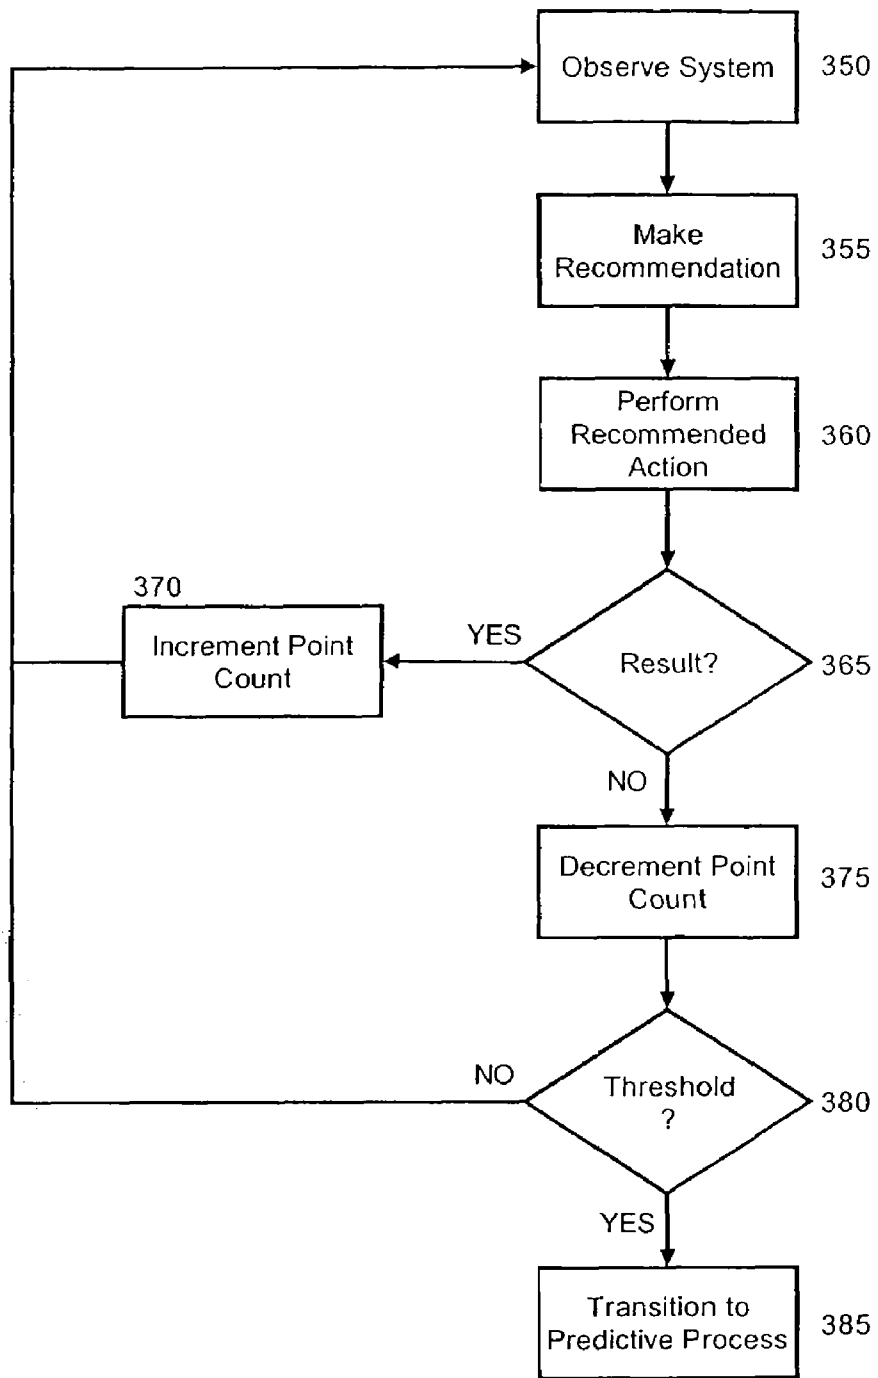 Observe System
350
Make
Recommendation
355
Perform
Recommended
Action
360
370
Increment Point
Count
YES
Result?
365
NO
Decrement Point
Count
375
NO
Threshold
?
380
YES
Transition to
Predictive Process
385